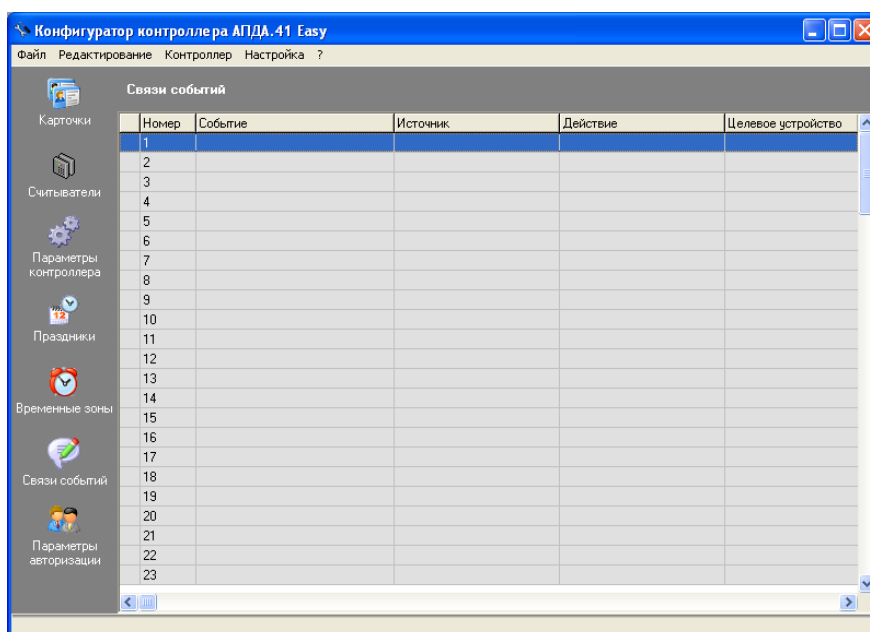 Конфигуратор контроллера АПДА.41 Easy
Файл Редактирование Контроллер Настройка ?
Связи событий
Карточки
Считыватели
Параметры
контроллера
12
Праздники
Временные зоны
Связи событий
Параметры
авторизации
Номер Событие Источник Действие Целевое устройство
1
2
3
4
5
6
7
8
9
10
11
12
13
14
15
16
17
18
19
20
21
22
23